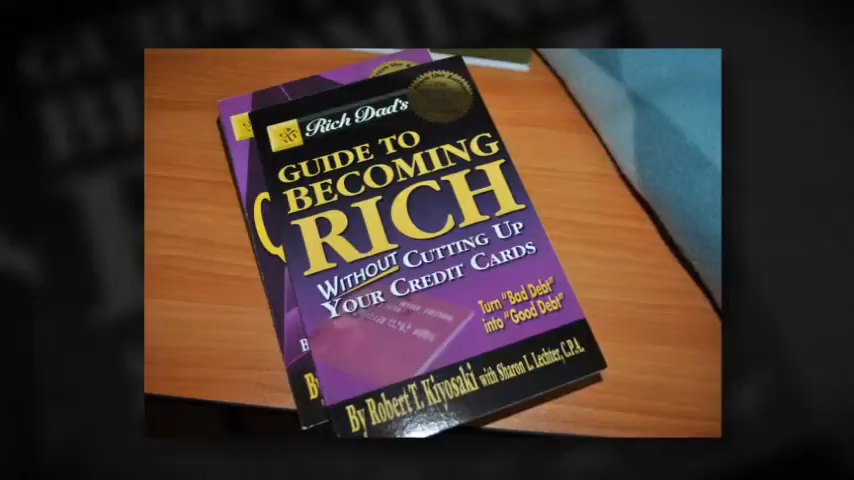 Rich Dad's
GUIDE TO
BECOMING
RICH
WITHOUT CUTTING UP
YOUR CREDIT CARDS
Turn "Bad Debt"
into "Good Debt"
By Robert T. Kiyosaki with Sharon L. Lechter, C.P.A.